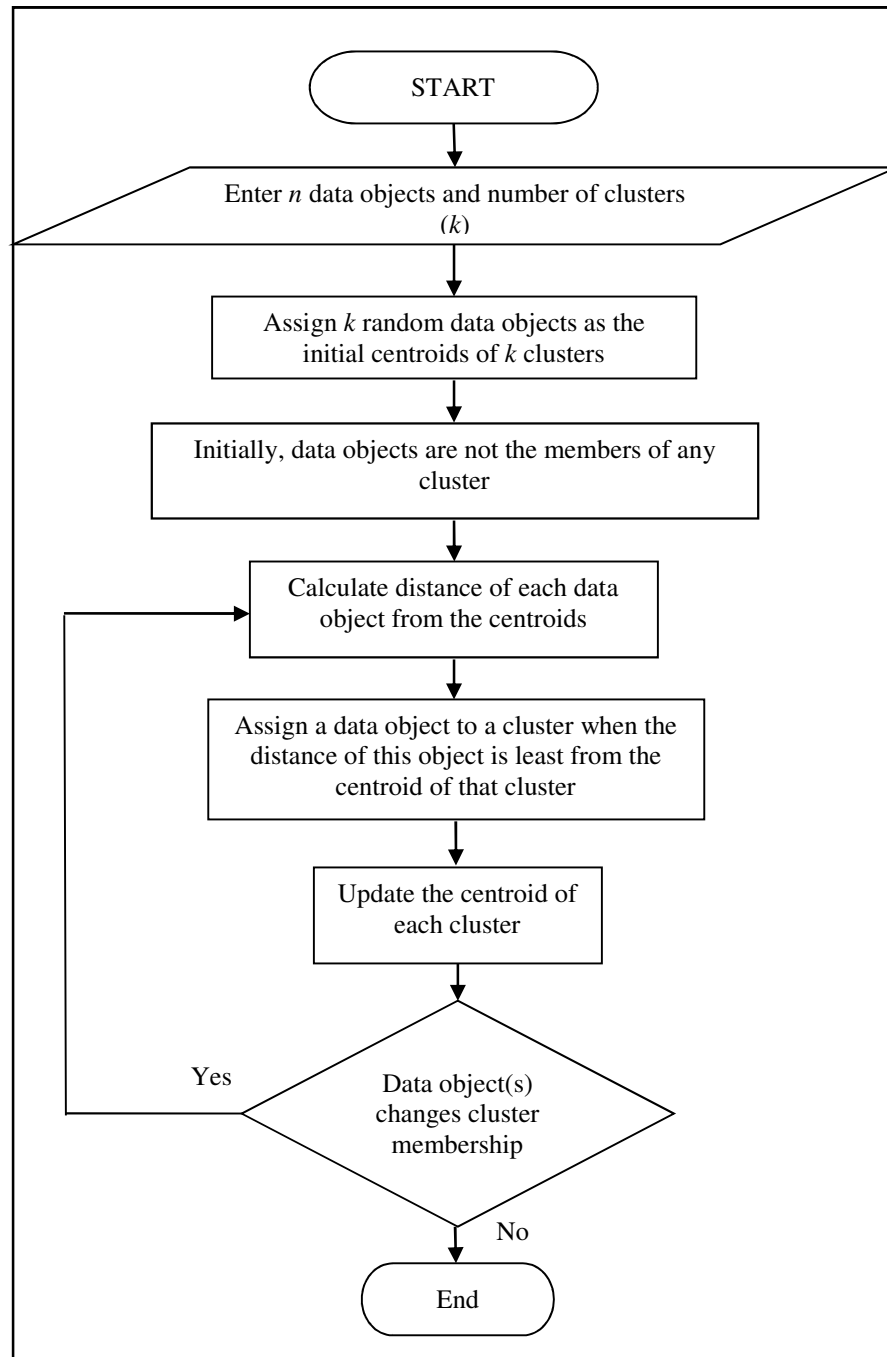 START
Enter n data objects and number of clusters
(k)
Assign k random data objects as the
initial centroids of k clusters
Initially, data objects are not the members of any
cluster
Calculate distance of each data
object from the centroids
Assign a data object to a cluster when the
distance of this object is least from the
centroid of that cluster
Update the centroid of
each cluster
Yes
Data object(s)
changes cluster
membership
No
End